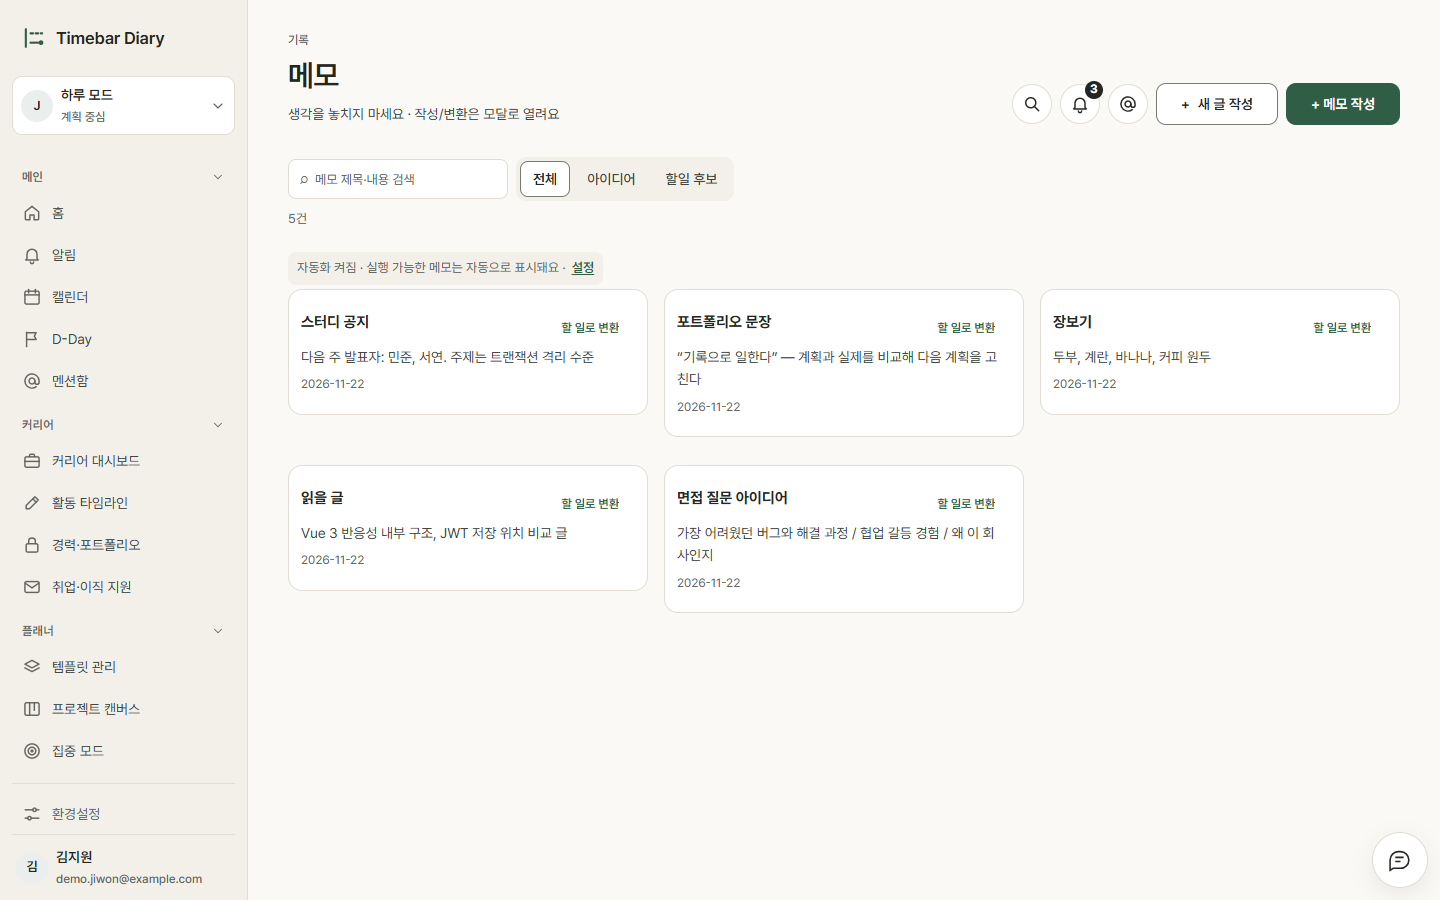 Timebar Diary
J
하루 모드
계획 중심
메인
홈
알림
캘린더
D-Day
멘션함
커리어
커리어 대시보드
활동 타임라인
경력·포트폴리오
취업·이직 지원
플래너
템플릿 관리
프로젝트 캔버스
집중 모드
환경설정
김
김지원
demo.jiwon@example.com
기록
메모
생각을 놓치지 마세요 · 작성/변환은 모달로 열려요
3
+ 새 글 작성
+ 메모 작성
메모 제목·내용 검색
전체
아이디어
할일 후보
5건
자동화 켜짐 · 실행 가능한 메모는 자동으로 표시돼요 · 설정
스터디 공지
할 일로 변환
다음 주 발표자: 민준, 서연. 주제는 트랜잭션 격리 수준
2026-11-22
포트폴리오 문장
할 일로 변환
“기록으로 일한다” — 계획과 실제를 비교해 다음 계획을 고
친다
2026-11-22
장보기
할 일로 변환
두부, 계란, 바나나, 커피 원두
2026-11-22
읽을 글
할 일로 변환
Vue 3 반응성 내부 구조, JWT 저장 위치 비교 글
2026-11-22
면접 질문 아이디어
할 일로 변환
가장 어려웠던 버그와 해결 과정 / 협업 갈등 경험 / 왜 이 회
사인지
2026-11-22